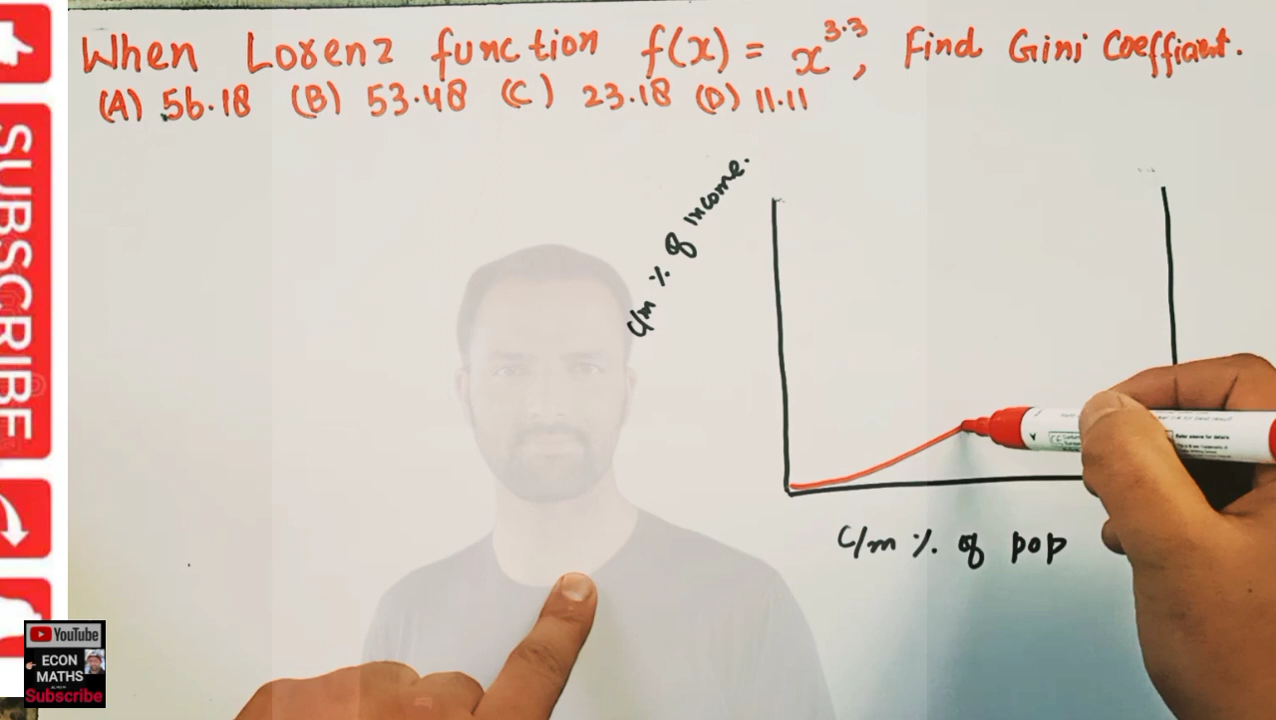 When Lorenz function f(x) = x^3.3, Find Gini Coefficient.
(A) 56.18 (B) 53.48 (C) 23.18 (D) 11.11
C/m % of income.
C/m % of pop
SUBSCRIBE
YouTube
ECON
MATHS
Subscribe